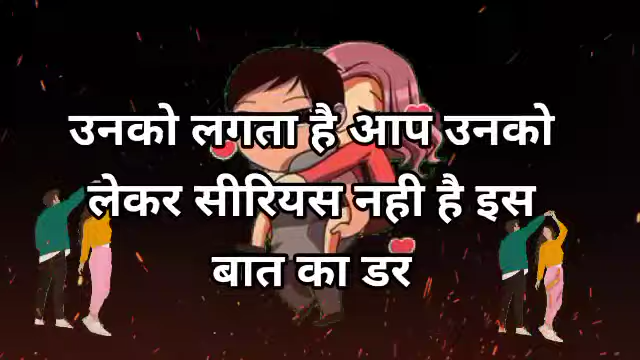 उनको लगता है आप उनको
लेकर सीरियस नही है इस
बात का डर